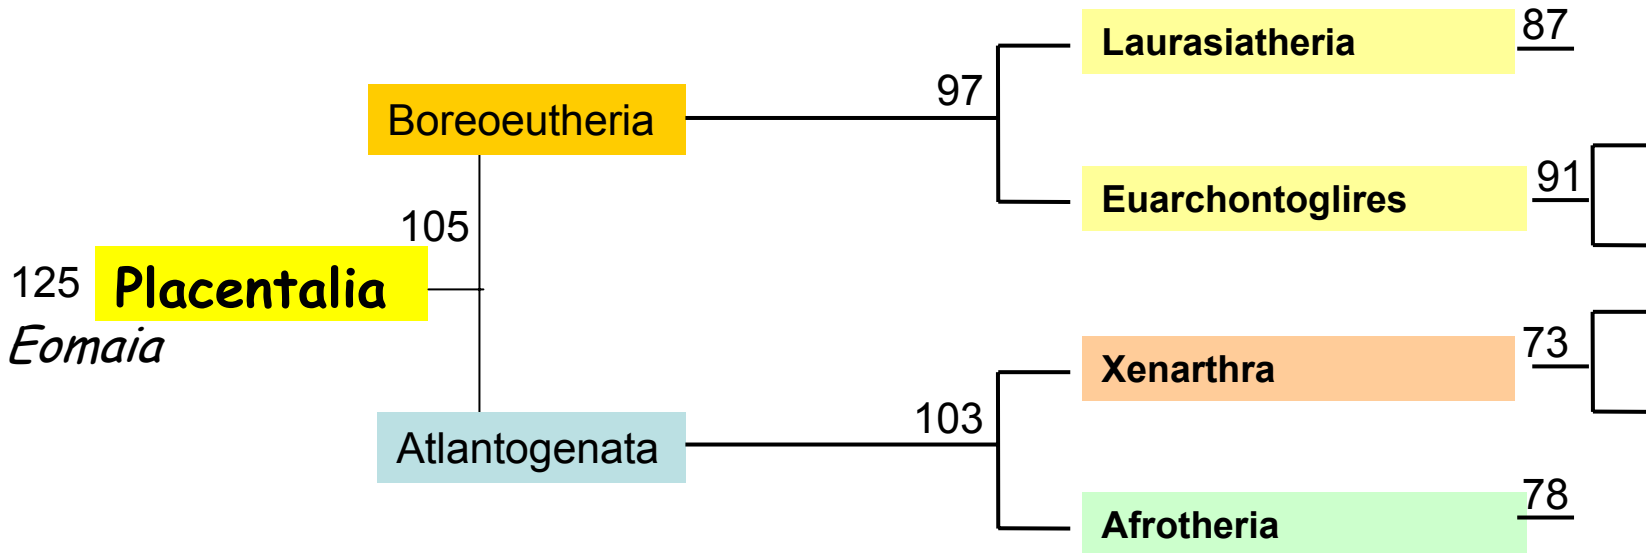 Laurasiatheria 87
97
Boreoeutheria
Euarchontoglires 91
105
125 Placentalia
Eomaia
Xenarthra 73
103
Atlantogenata
Afrotheria 78